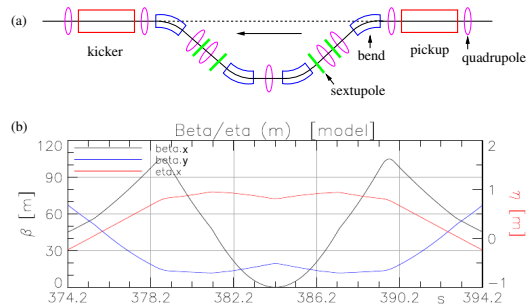 (a)
kicker
bend
pickup
quadrupole
sextupole
(b)
Beta/eta (m) [model]
beta.x
beta.y
eta.x
120
90
60
30
0
β [m]
2
1
0
−1
η [m]
374.2 378.2 382.2 386.2 390.2 s 394.2